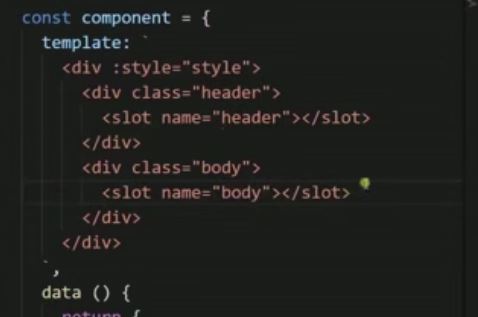 const component = {
template: `
<div :style="style">
<div class="header">
<slot name="header"></slot>
</div>
<div class="body">
<slot name="body"></slot>
</div>
</div>
`,
data () {
return {